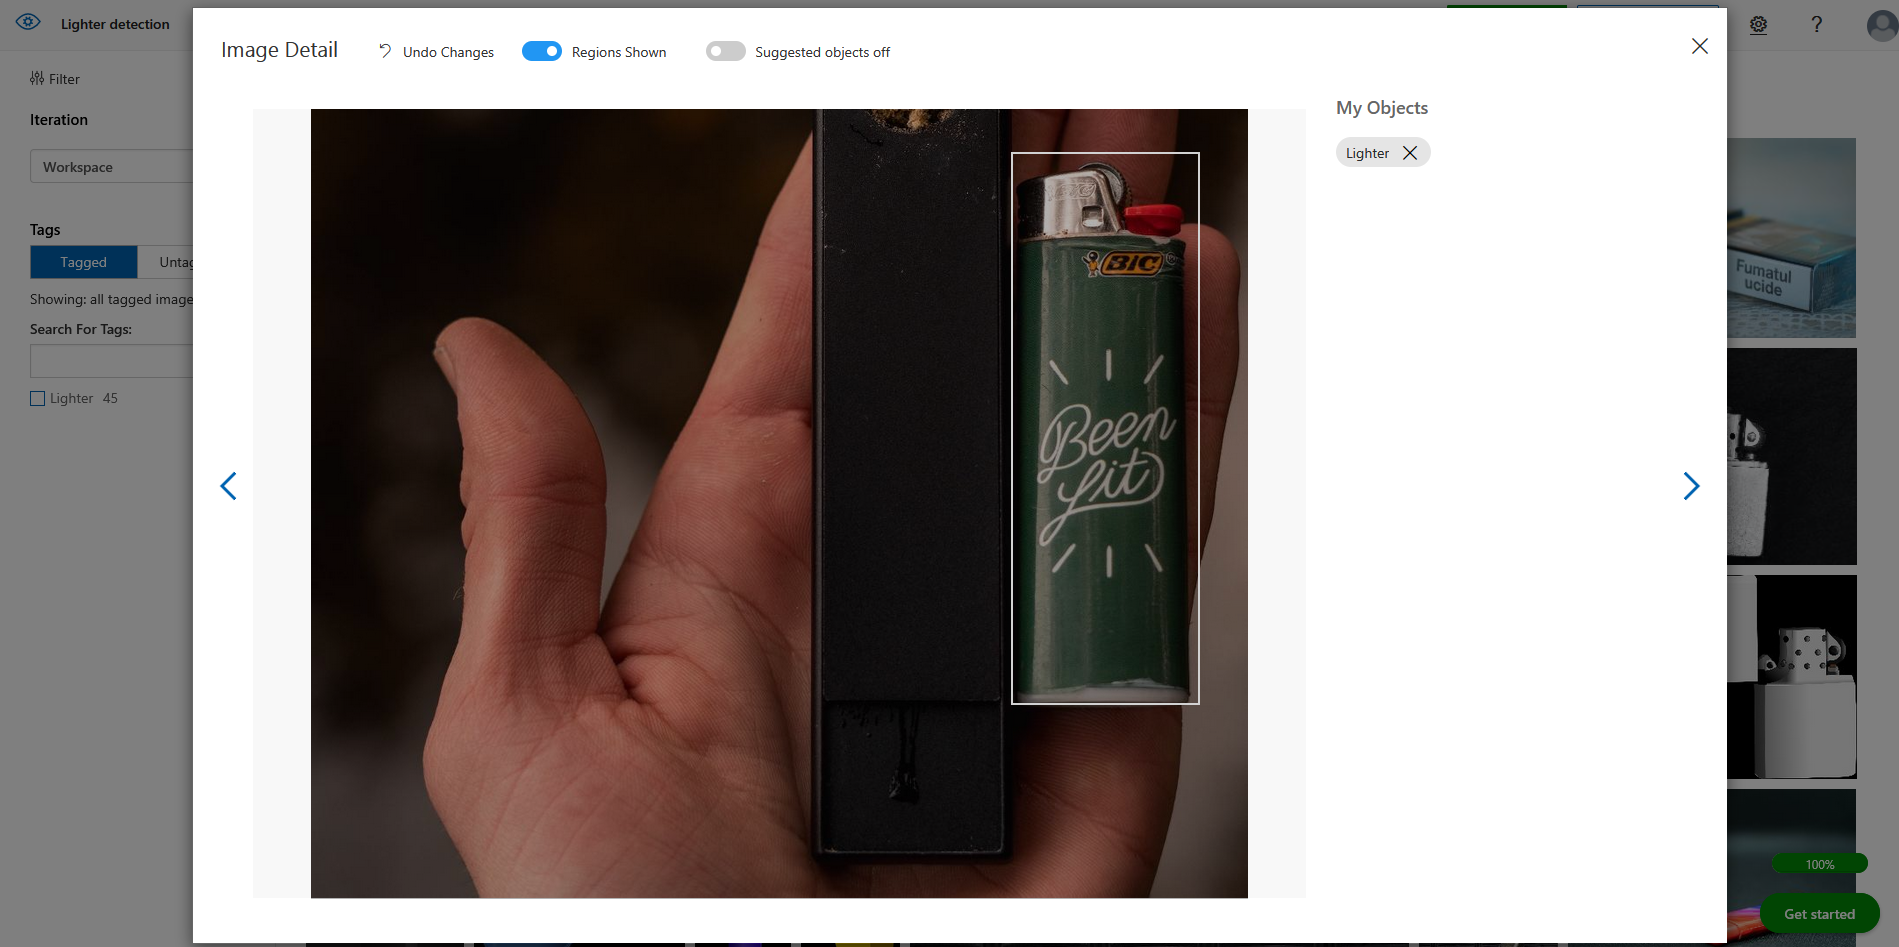 Lighter detection
?
Image Detail
Undo Changes
Regions Shown
Suggested objects off
Filter
Iteration
Workspace
Tags
Tagged
Untag
Showing: all tagged image
Search For Tags:
Lighter 45
BIC
Been
Lit
My Objects
Lighter
Fumatul
ucide
100%
Get started